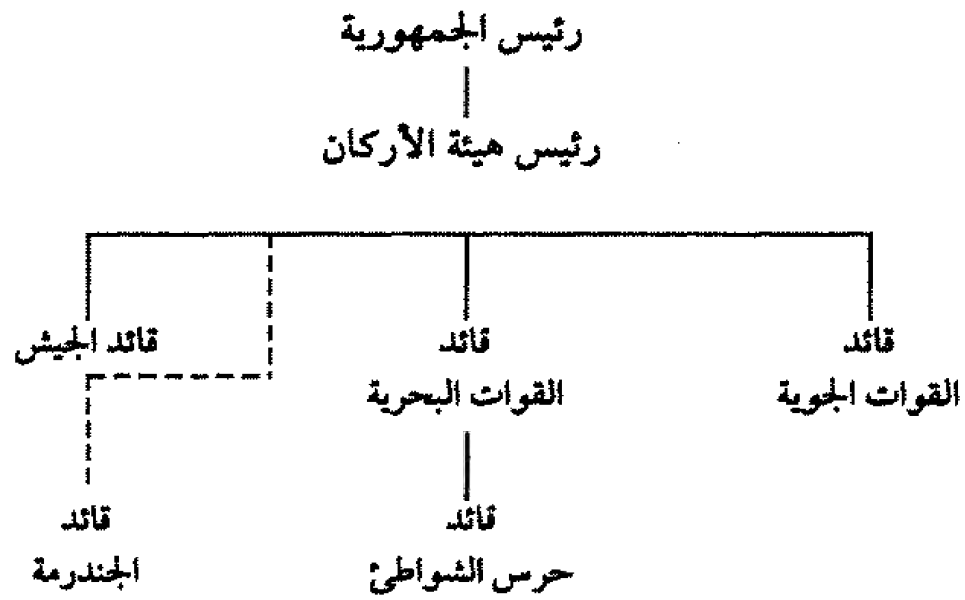 رئيس الجمهورية
رئيس هيئة الأركان
قائد
القوات الجوية
قائد
القوات البحرية
قائد الجيش
قائد
حرس الشواطئ
قائد
الجندرمة